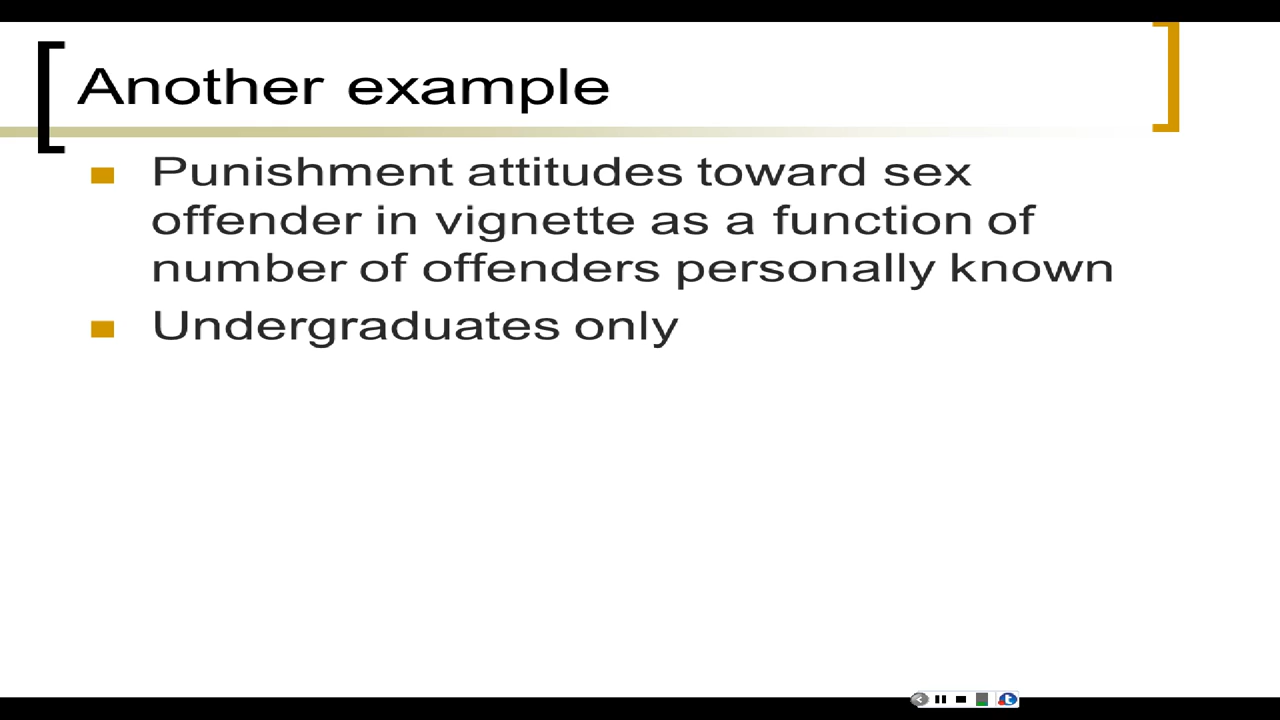 Another example
Punishment attitudes toward sex
offender in vignette as a function of
number of offenders personally known
Undergraduates only